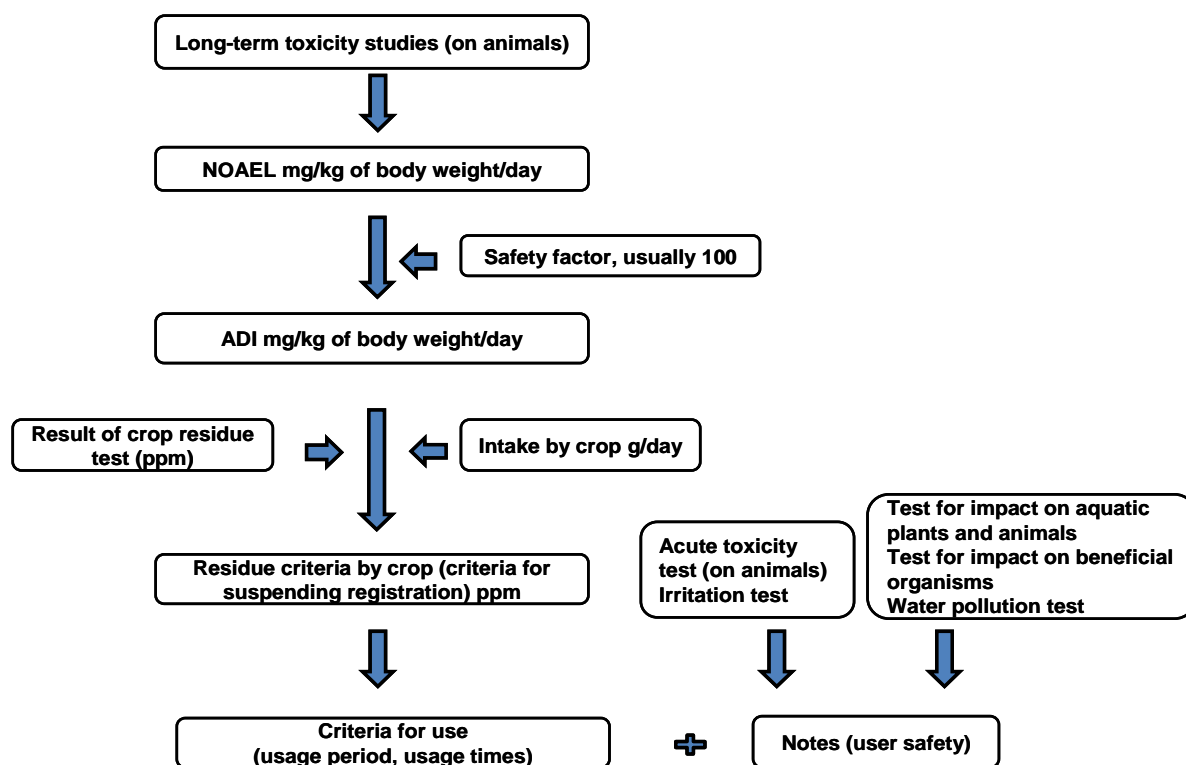 Long-term toxicity studies (on animals)
NOAEL mg/kg of body weight/day
Safety factor, usually 100
ADI mg/kg of body weight/day
Result of crop residue
test (ppm)
Intake by crop g/day
Residue criteria by crop (criteria for
suspending registration) ppm
Acute toxicity
test (on animals)
Irritation test
Test for impact on aquatic
plants and animals
Test for impact on beneficial
organisms
Water pollution test
Criteria for use
(usage period, usage times)
Notes (user safety)